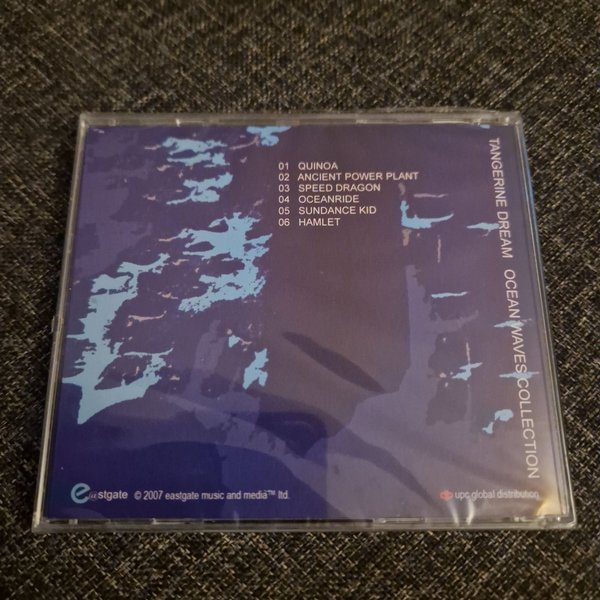 01 QUINOA
02 ANCIENT POWER PLANT
03 SPEED DRAGON
04 OCEANRIDE
05 SUNDANCE KID
06 HAMLET
TANGERINE DREAM OCEAN WAVES COLLECTION
eastgate © 2007 eastgate music and media™ ltd.
upc global distribution